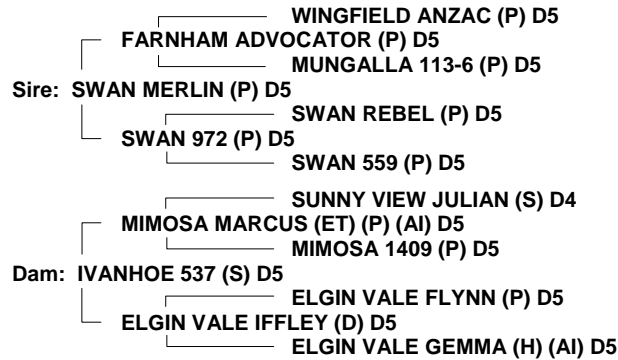 WINGFIELD ANZAC (P) D5
FARNHAM ADVOCATOR (P) D5
MUNGALLA 113-6 (P) D5
Sire: SWAN MERLIN (P) D5
SWAN REBEL (P) D5
SWAN 972 (P) D5
SWAN 559 (P) D5
SUNNY VIEW JULIAN (S) D4
MIMOSA MARCUS (ET) (P) (AI) D5
MIMOSA 1409 (P) D5
Dam: IVANHOE 537 (S) D5
ELGIN VALE FLYNN (P) D5
ELGIN VALE IFFLEY (D) D5
ELGIN VALE GEMMA (H) (AI) D5